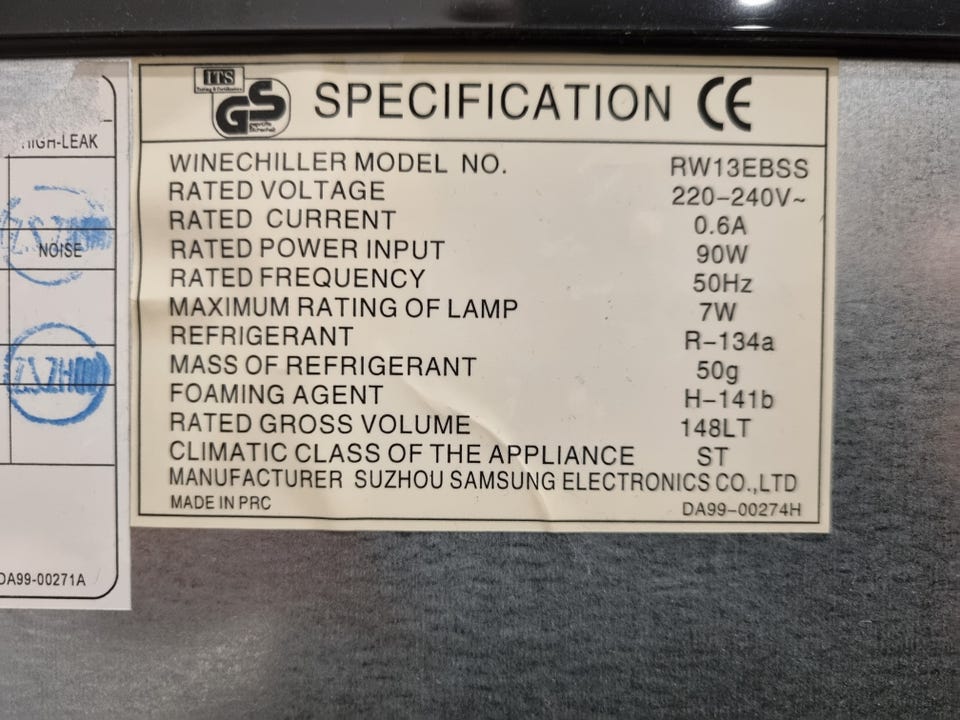 ITS
GS
geprüfte
Sicherheit
SPECIFICATION CE
WINECHILLER MODEL NO. RW13EBSS
RATED VOLTAGE 220-240V~
RATED CURRENT 0.6A
RATED POWER INPUT 90W
RATED FREQUENCY 50Hz
MAXIMUM RATING OF LAMP 7W
REFRIGERANT R-134a
MASS OF REFRIGERANT 50g
FOAMING AGENT H-141b
RATED GROSS VOLUME 148LT
CLIMATIC CLASS OF THE APPLIANCE ST
MANUFACTURER SUZHOU SAMSUNG ELECTRONICS CO.,LTD
MADE IN PRC DA99-00274H
HIGH-LEAK
NOISE
DA99-00271A